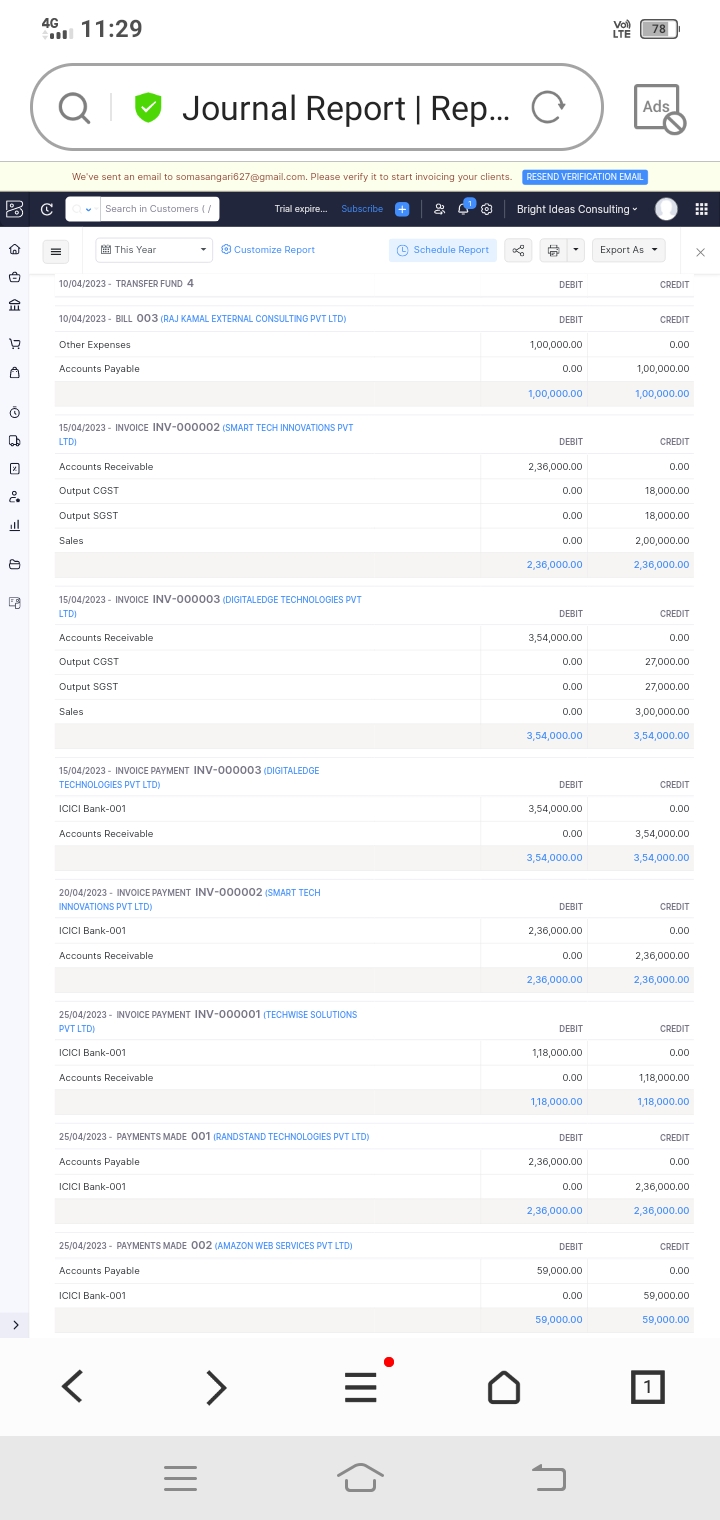 4G 11:29 Vo) LTE 78
Journal Report | Rep... Ads
We've sent an email to somasangari627@gmail.com. Please verify it to start invoicing your clients. RESEND VERIFICATION EMAIL
Search in Customers ( / Trial expire... Subscribe 1 Bright Ideas Consulting
This Year Customize Report Schedule Report Export As
10/04/2023 - TRANSFER FUND 4 DEBIT CREDIT
10/04/2023 - BILL 003 (RAJ KAMAL EXTERNAL CONSULTING PVT LTD) DEBIT CREDIT
Other Expenses 1,00,000.00 0.00
Accounts Payable 0.00 1,00,000.00
1,00,000.00 1,00,000.00
15/04/2023 - INVOICE INV-000002 (SMART TECH INNOVATIONS PVT
LTD) DEBIT CREDIT
Accounts Receivable 2,36,000.00 0.00
Output CGST 0.00 18,000.00
Output SGST 0.00 18,000.00
Sales 0.00 2,00,000.00
2,36,000.00 2,36,000.00
15/04/2023 - INVOICE INV-000003 (DIGITALEDGE TECHNOLOGIES PVT
LTD) DEBIT CREDIT
Accounts Receivable 3,54,000.00 0.00
Output CGST 0.00 27,000.00
Output SGST 0.00 27,000.00
Sales 0.00 3,00,000.00
3,54,000.00 3,54,000.00
15/04/2023 - INVOICE PAYMENT INV-000003 (DIGITALEDGE
TECHNOLOGIES PVT LTD) DEBIT CREDIT
ICICI Bank-001 3,54,000.00 0.00
Accounts Receivable 0.00 3,54,000.00
3,54,000.00 3,54,000.00
20/04/2023 - INVOICE PAYMENT INV-000002 (SMART TECH
INNOVATIONS PVT LTD) DEBIT CREDIT
ICICI Bank-001 2,36,000.00 0.00
Accounts Receivable 0.00 2,36,000.00
2,36,000.00 2,36,000.00
25/04/2023 - INVOICE PAYMENT INV-000001 (TECHWISE SOLUTIONS
PVT LTD) DEBIT CREDIT
ICICI Bank-001 1,18,000.00 0.00
Accounts Receivable 0.00 1,18,000.00
1,18,000.00 1,18,000.00
25/04/2023 - PAYMENTS MADE 001 (RANDSTAND TECHNOLOGIES PVT LTD) DEBIT CREDIT
Accounts Payable 2,36,000.00 0.00
ICICI Bank-001 0.00 2,36,000.00
2,36,000.00 2,36,000.00
25/04/2023 - PAYMENTS MADE 002 (AMAZON WEB SERVICES PVT LTD) DEBIT CREDIT
Accounts Payable 59,000.00 0.00
ICICI Bank-001 0.00 59,000.00
59,000.00 59,000.00
1